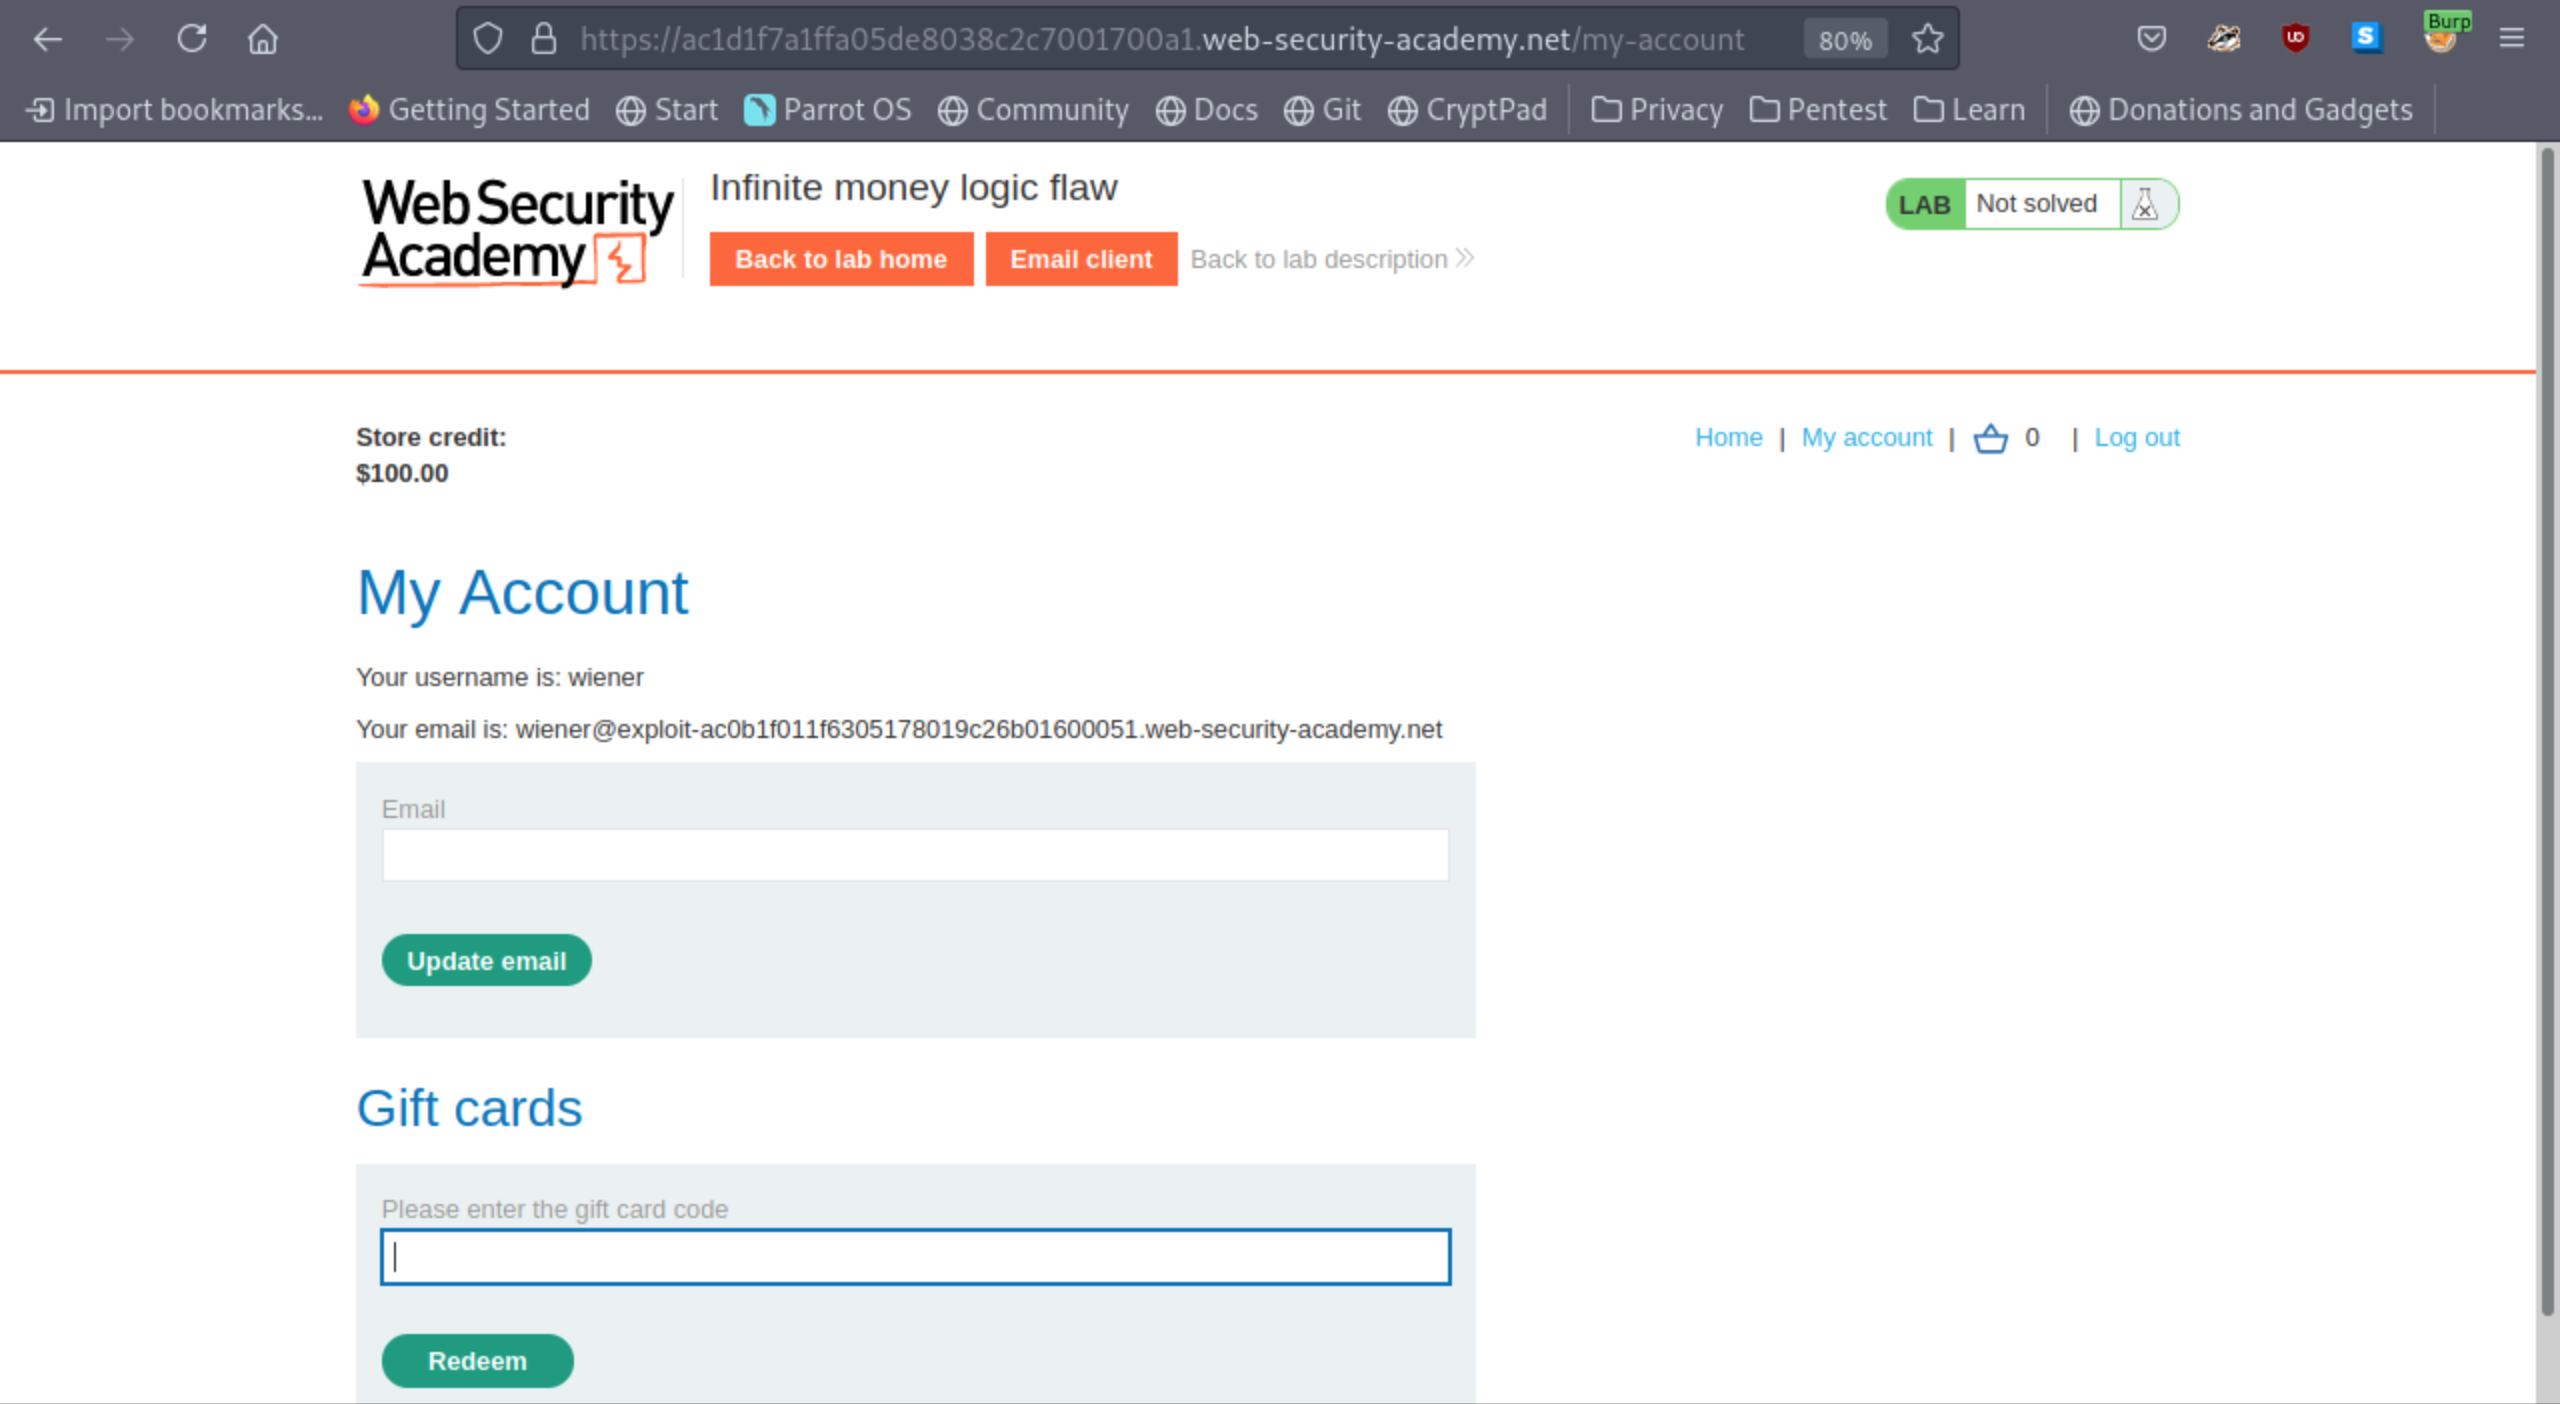 https://ac1d1f7a1ffa05de8038c2c7001700a1.web-security-academy.net/my-account 80% Burp
Import bookmarks... Getting Started Start Parrot OS Community Docs Git CryptPad Privacy Pentest Learn Donations and Gadgets
Web Security
Academy
Infinite money logic flaw
LAB Not solved
Back to lab home Email client Back to lab description
Store credit:
$100.00
Home | My account | 0 | Log out
My Account
Your username is: wiener
Your email is: wiener@exploit-ac0b1f011f6305178019c26b01600051.web-security-academy.net
Email
Update email
Gift cards
Please enter the gift card code
Redeem